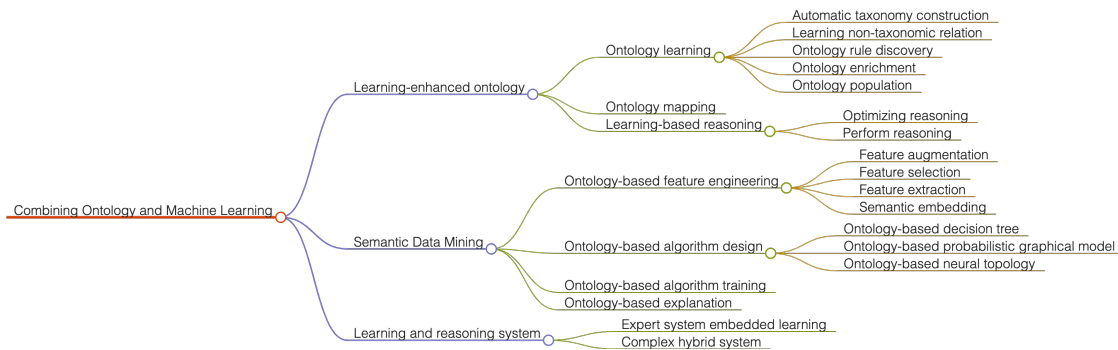 Combining Ontology and Machine Learning
Learning-enhanced ontology
Ontology learning
Automatic taxonomy construction
Learning non-taxonomic relation
Ontology rule discovery
Ontology enrichment
Ontology population
Ontology mapping
Learning-based reasoning
Optimizing reasoning
Perform reasoning
Semantic Data Mining
Ontology-based feature engineering
Feature augmentation
Feature selection
Feature extraction
Semantic embedding
Ontology-based algorithm design
Ontology-based decision tree
Ontology-based probabilistic graphical model
Ontology-based neural topology
Ontology-based algorithm training
Ontology-based explanation
Learning and reasoning system
Expert system embedded learning
Complex hybrid system